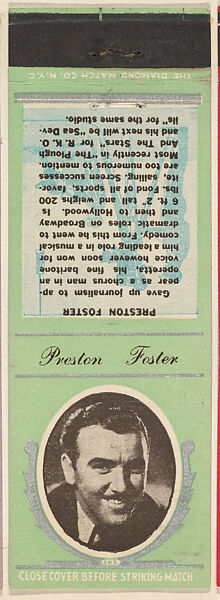 THE DIAMOND MATCH CO. N.Y.C.
PRESTON FOSTER
Gave up journalism to ap-
pear as a chorus man in an
operetta, his fine baritone
voice however soon won for
him a leading role in a musical
comedy. From this he went to
dramatic roles on Broadway
and then to Hollywood. Is
6 ft. 2" tall and weighs 200
lbs. Fond of all sports, favor-
ite, Sailing. Screen successes
too numerous to mention.
Most recently in "The Plough
And The Stars" for R. K. O.
and his next will be "Sea Dev-
ils" for the same studio.
Preston Foster
CLOSE COVER BEFORE STRIKING MATCH